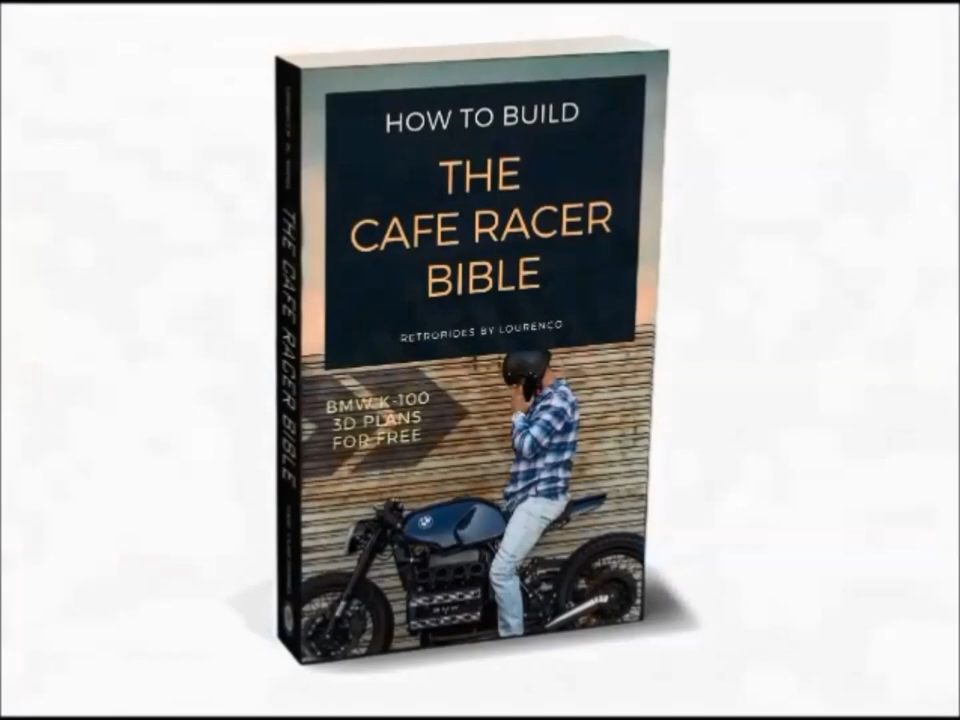 HOW TO BUILD
THE
CAFE RACER
BIBLE
RETRORIDES BY LOURENCO
BMW K-100
3D PLANS
FOR FREE
THE CAFE RACER BIBLE